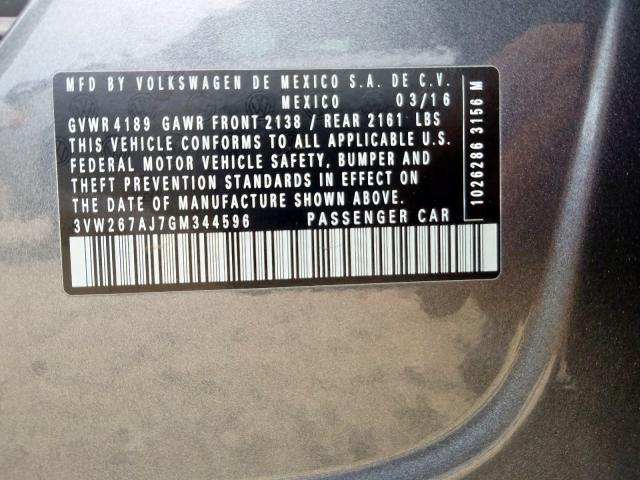 MFD BY VOLKSWAGEN DE MEXICO S.A. DE C.V.
MEXICO 03/16
GVWR 4189 GAWR FRONT 2138 / REAR 2161 LBS
THIS VEHICLE CONFORMS TO ALL APPLICABLE U.S.
FEDERAL MOTOR VEHICLE SAFETY, BUMPER AND
THEFT PREVENTION STANDARDS IN EFFECT ON
THE DATE OF MANUFACTURE SHOWN ABOVE.
3VW267AJ7GM344596 PASSENGER CAR
1026286 3156 M